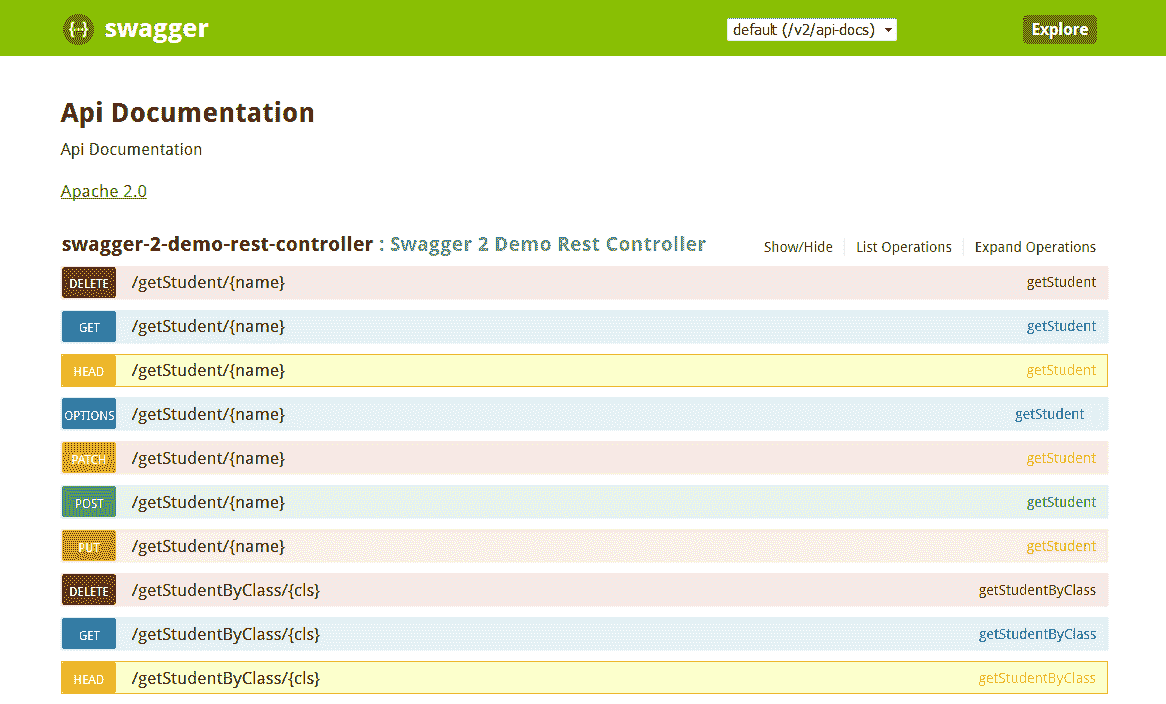 {...} swagger default (/v2/api-docs) Explore
Api Documentation
Api Documentation
Apache 2.0
swagger-2-demo-rest-controller : Swagger 2 Demo Rest Controller Show/Hide List Operations Expand Operations
DELETE /getStudent/{name} getStudent
GET /getStudent/{name} getStudent
HEAD /getStudent/{name} getStudent
OPTIONS /getStudent/{name} getStudent
PATCH /getStudent/{name} getStudent
POST /getStudent/{name} getStudent
PUT /getStudent/{name} getStudent
DELETE /getStudentByClass/{cls} getStudentByClass
GET /getStudentByClass/{cls} getStudentByClass
HEAD /getStudentByClass/{cls} getStudentByClass